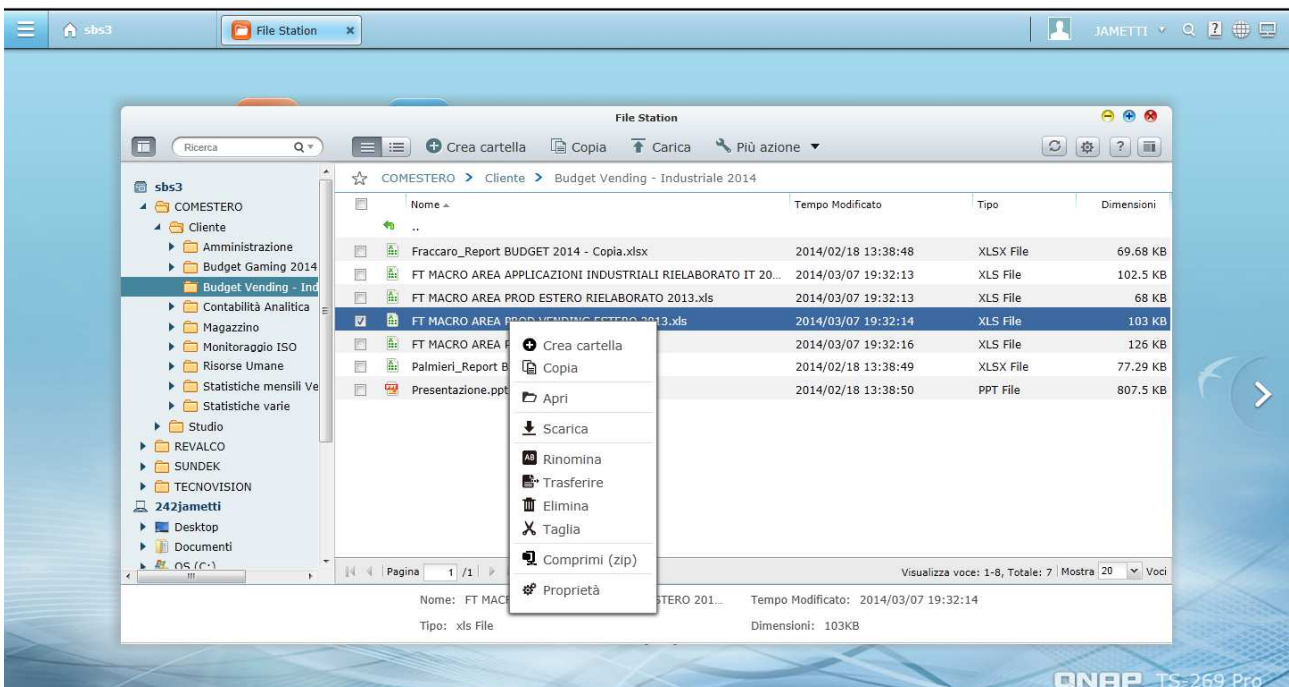 sbs3
File Station
JAMETTI
File Station
Ricerca
Crea cartella Copia Carica Più azione
COMESTERO > Cliente > Budget Vending - Industriale 2014
sbs3
COMESTERO
Cliente
Amministrazione
Budget Gaming 2014
Budget Vending - Ind
Contabilità Analitica
Magazzino
Monitoraggio ISO
Risorse Umane
Statistiche mensili Ve
Statistiche varie
Studio
REVALCO
SUNDEK
TECNOVISION
242jametti
Desktop
Documenti
OS (C:)
Nome Tempo Modificato Tipo Dimensioni
..
Fraccaro_Report BUDGET 2014 - Copia.xlsx 2014/02/18 13:38:48 XLSX File 69.68 KB
FT MACRO AREA APPLICAZIONI INDUSTRIALI RIELABORATO IT 20... 2014/03/07 19:32:13 XLS File 102.5 KB
FT MACRO AREA PROD ESTERO RIELABORATO 2013.xls 2014/03/07 19:32:13 XLS File 68 KB
FT MACRO AREA PROD VENDING ESTERO 2013.xls 2014/03/07 19:32:14 XLS File 103 KB
FT MACRO AREA 2014/03/07 19:32:16 XLS File 126 KB
Palmieri_Report B 2014/02/18 13:38:49 XLSX File 77.29 KB
Presentazione.ppt 2014/02/18 13:38:50 PPT File 807.5 KB
Crea cartella
Copia
Apri
Scarica
Rinomina
Trasferire
Elimina
Taglia
Comprimi (zip)
Proprietà
Pagina 1 /1 Visualizza voce: 1-8, Totale: 7 Mostra 20 Voci
Nome: FT MACF STERO 201... Tempo Modificato: 2014/03/07 19:32:14
Tipo: xls File Dimensioni: 103KB
QNAP TS-269 Pro